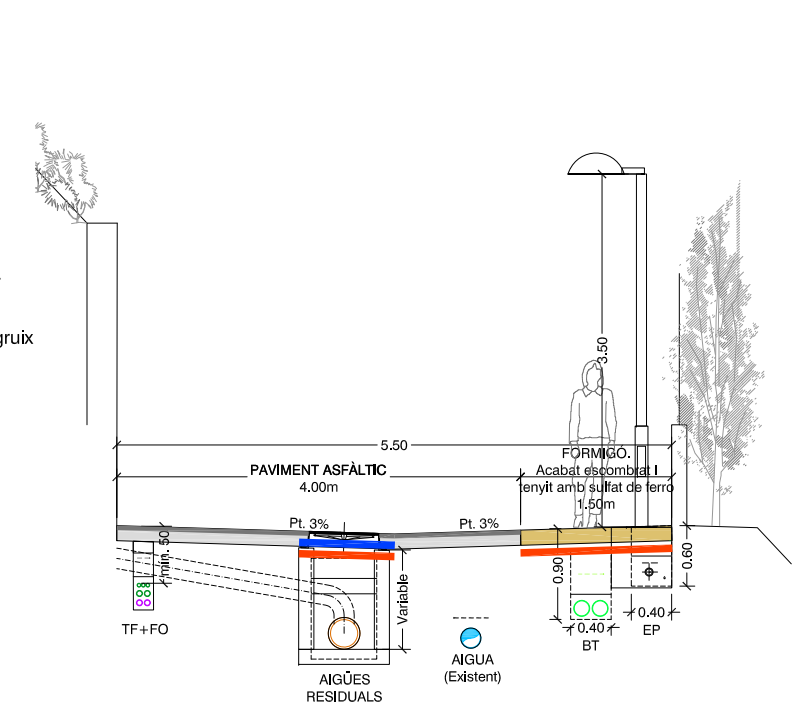 gruix
3.50
5.50
PAVIMENT ASFÀLTIC
4.00m
FORMIGÓ.
Acabat escombrat i
tenyit amb sulfat de ferro
1.50m
Pt. 3%
Pt. 3%
min. 50
Variable
0.90
0.60
0.40
0.40
TF+FO
BT
EP
AIGUA
(Existent)
AIGÜES
RESIDUALS